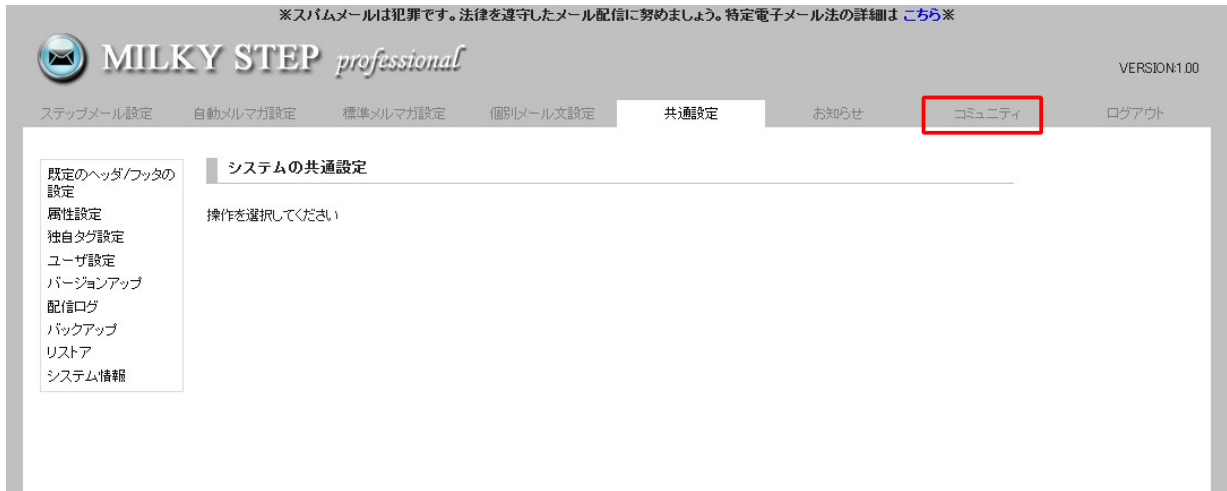 ※スパムメールは犯罪です。法律を遵守したメール配信に努めましょう。特定電子メール法の詳細は こちら※
MILKY STEP professional
VERSION:1.00
ステップメール設定 自動メルマガ設定 標準メルマガ設定 個別メール文設定 共通設定 お知らせ コミュニティ ログアウト
システムの共通設定
操作を選択してください
既定のヘッダ/フッタの
設定
属性設定
独自タグ設定
ユーザ設定
バージョンアップ
配信ログ
バックアップ
リストア
システム情報